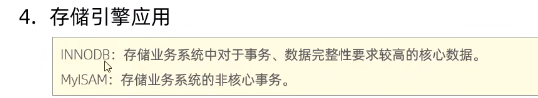 4. 存储引擎应用
INNODB：存储业务系统中对于事务、数据完整性要求较高的核心数据。
MyISAM：存储业务系统的非核心事务。